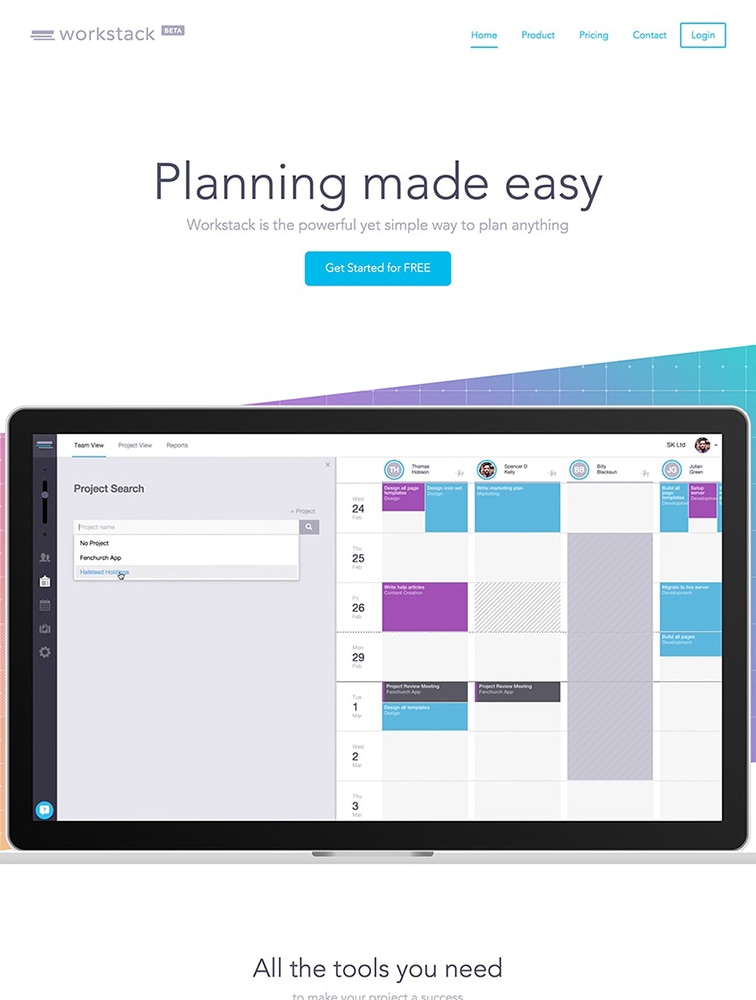 workstack BETA
Home Product Pricing Contact Login
Planning made easy
Workstack is the powerful yet simple way to plan anything
Get Started for FREE
Team View Project View Reports
SK Ltd
Project Search
+ Project
Project name
No Project
Fenchurch App
Halstead Holdings
TH
Thomas
Hobson
Spencer D
Kelly
BB
Billy
Blackson
JG
Julian
Green
Wed
24
Feb
Design all page
templates
Design
Design icon set
Design
Write marketing plan
Marketing
Build all
page
templates
Development
Setup
server
Development
Thu
25
Feb
Fri
26
Feb
Write help articles
Content Creation
Migrate to live server
Development
Mon
29
Feb
Build all pages
Development
Tue
1
Mar
Project Review Meeting
Fenchurch App
Project Review Meeting
Fenchurch App
Design all templates
Design
Wed
2
Mar
Thu
3
Mar
All the tools you need
to make your project a success